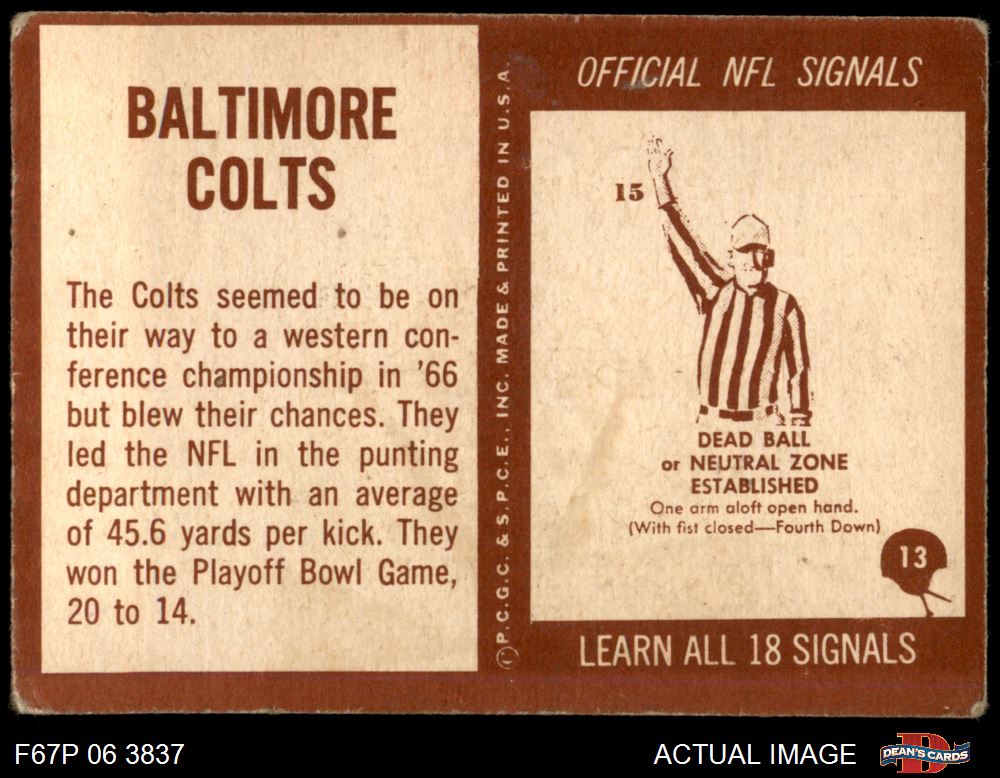 BALTIMORE
COLTS
The Colts seemed to be on
their way to a western con-
ference championship in '66
but blew their chances. They
led the NFL in the punting
department with an average
of 45.6 yards per kick. They
won the Playoff Bowl Game,
20 to 14.
©P.C.G.C. & S.P.C.E., INC. MADE & PRINTED IN U.S.A.
OFFICIAL NFL SIGNALS
15
DEAD BALL
or NEUTRAL ZONE
ESTABLISHED
One arm aloft open hand.
(With fist closed—Fourth Down)
13
LEARN ALL 18 SIGNALS
F67P 06 3837
ACTUAL IMAGE
DEAN'S CARDS